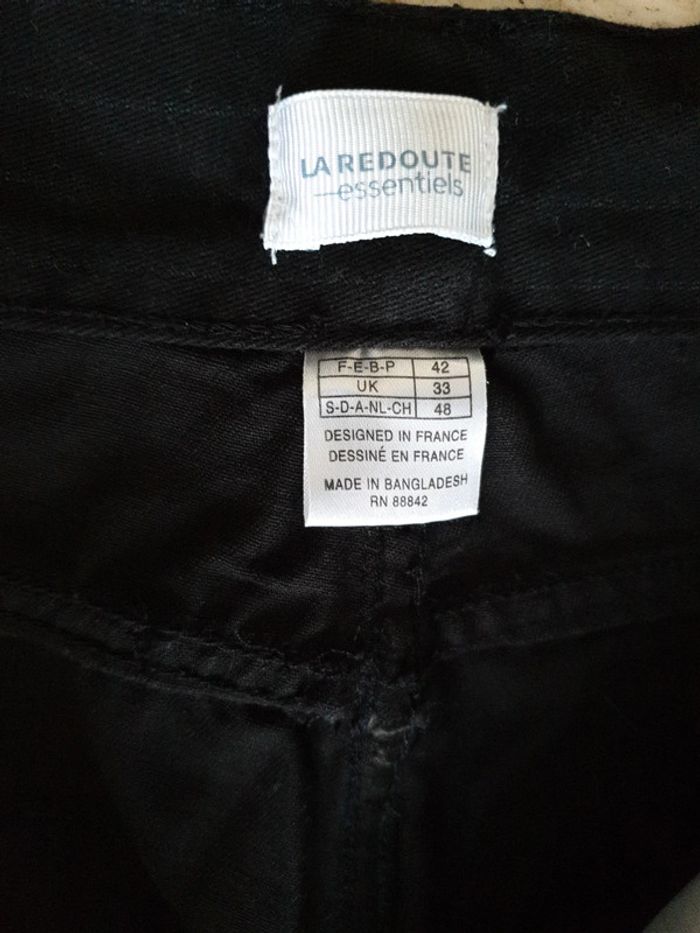 LA REDOUTE
essentiels
F-E-B-P 42
UK 33
S-D-A-NL-CH 48
DESIGNED IN FRANCE
DESSINÉ EN FRANCE
MADE IN BANGLADESH
RN 88842